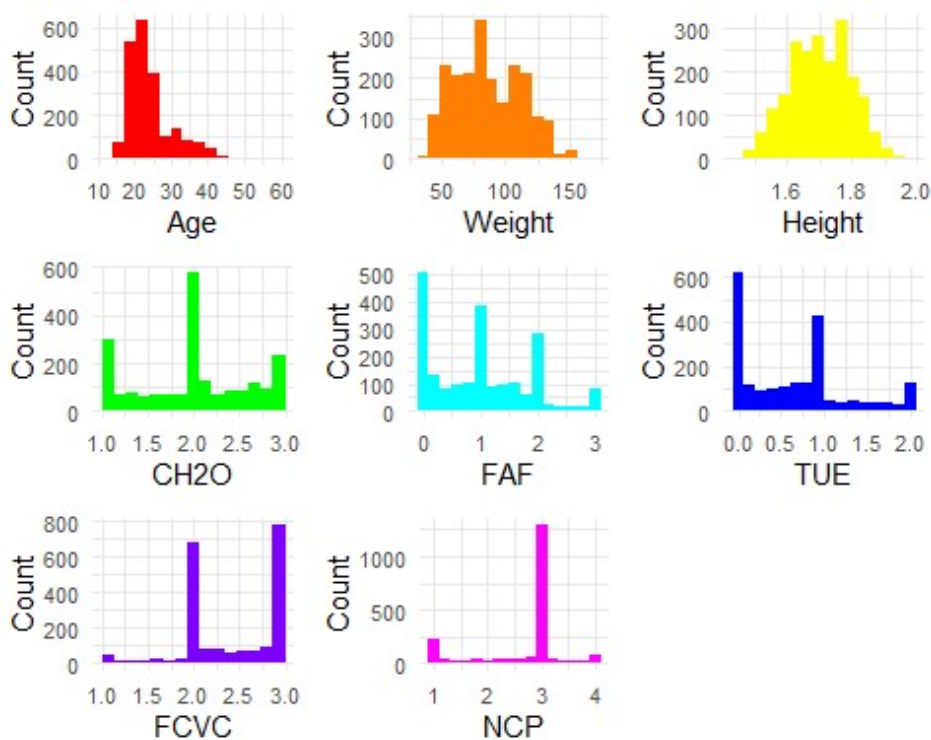 Count
600
400
200
0
10 20 30 40 50 60
Age
Count
300
200
100
0
50 100 150
Weight
Count
300
200
100
0
1.6 1.8 2.0
Height
Count
600
400
200
0
1.0 1.5 2.0 2.5 3.0
CH2O
Count
500
400
300
200
100
0
0 1 2 3
FAF
Count
600
400
200
0
0.0 0.5 1.0 1.5 2.0
TUE
Count
800
600
400
200
0
1.0 1.5 2.0 2.5 3.0
FCVC
Count
1000
500
0
1 2 3 4
NCP